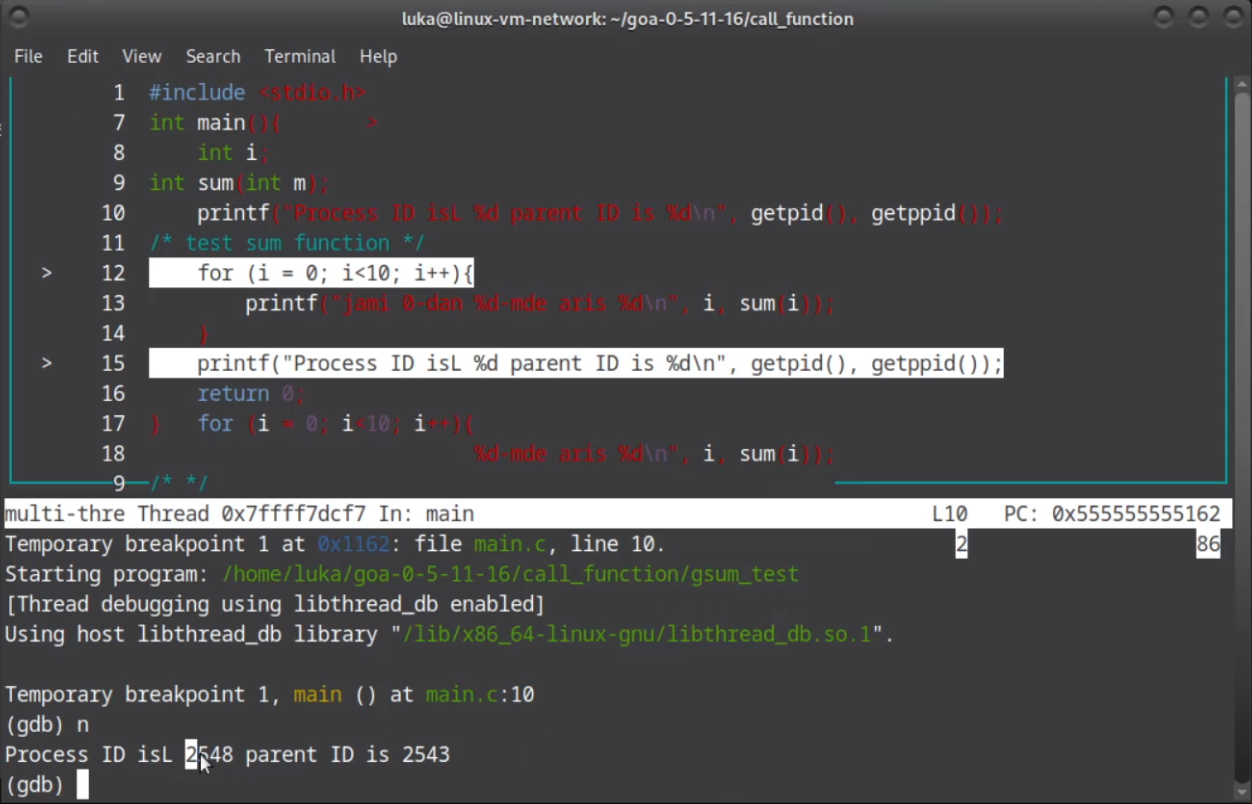 luka@linux-vm-network: ~/goa-0-5-11-16/call_function
File Edit View Search Terminal Help
1 #include <stdio.h>
7 int main(){ >
8 int i;
9 int sum(int m);
10 printf("Process ID isL %d parent ID is %d\n", getpid(), getppid());
11 /* test sum function */
> 12 for (i = 0; i<10; i++){
13 printf("jami 0-dan %d-mde aris %d\n", i, sum(i));
14 }
> 15 printf("Process ID isL %d parent ID is %d\n", getpid(), getppid());
16 return 0;
17 } for (i = 0; i<10; i++){
18 %d-mde aris %d\n", i, sum(i));
9 /* */
multi-thre Thread 0x7ffff7dcf7 In: main L10 PC: 0x555555555162
Temporary breakpoint 1 at 0x1162: file main.c, line 10. 2 86
Starting program: /home/luka/goa-0-5-11-16/call_function/gsum_test
[Thread debugging using libthread_db enabled]
Using host libthread_db library "/lib/x86_64-linux-gnu/libthread_db.so.1".
Temporary breakpoint 1, main () at main.c:10
(gdb) n
Process ID isL 2548 parent ID is 2543
(gdb)